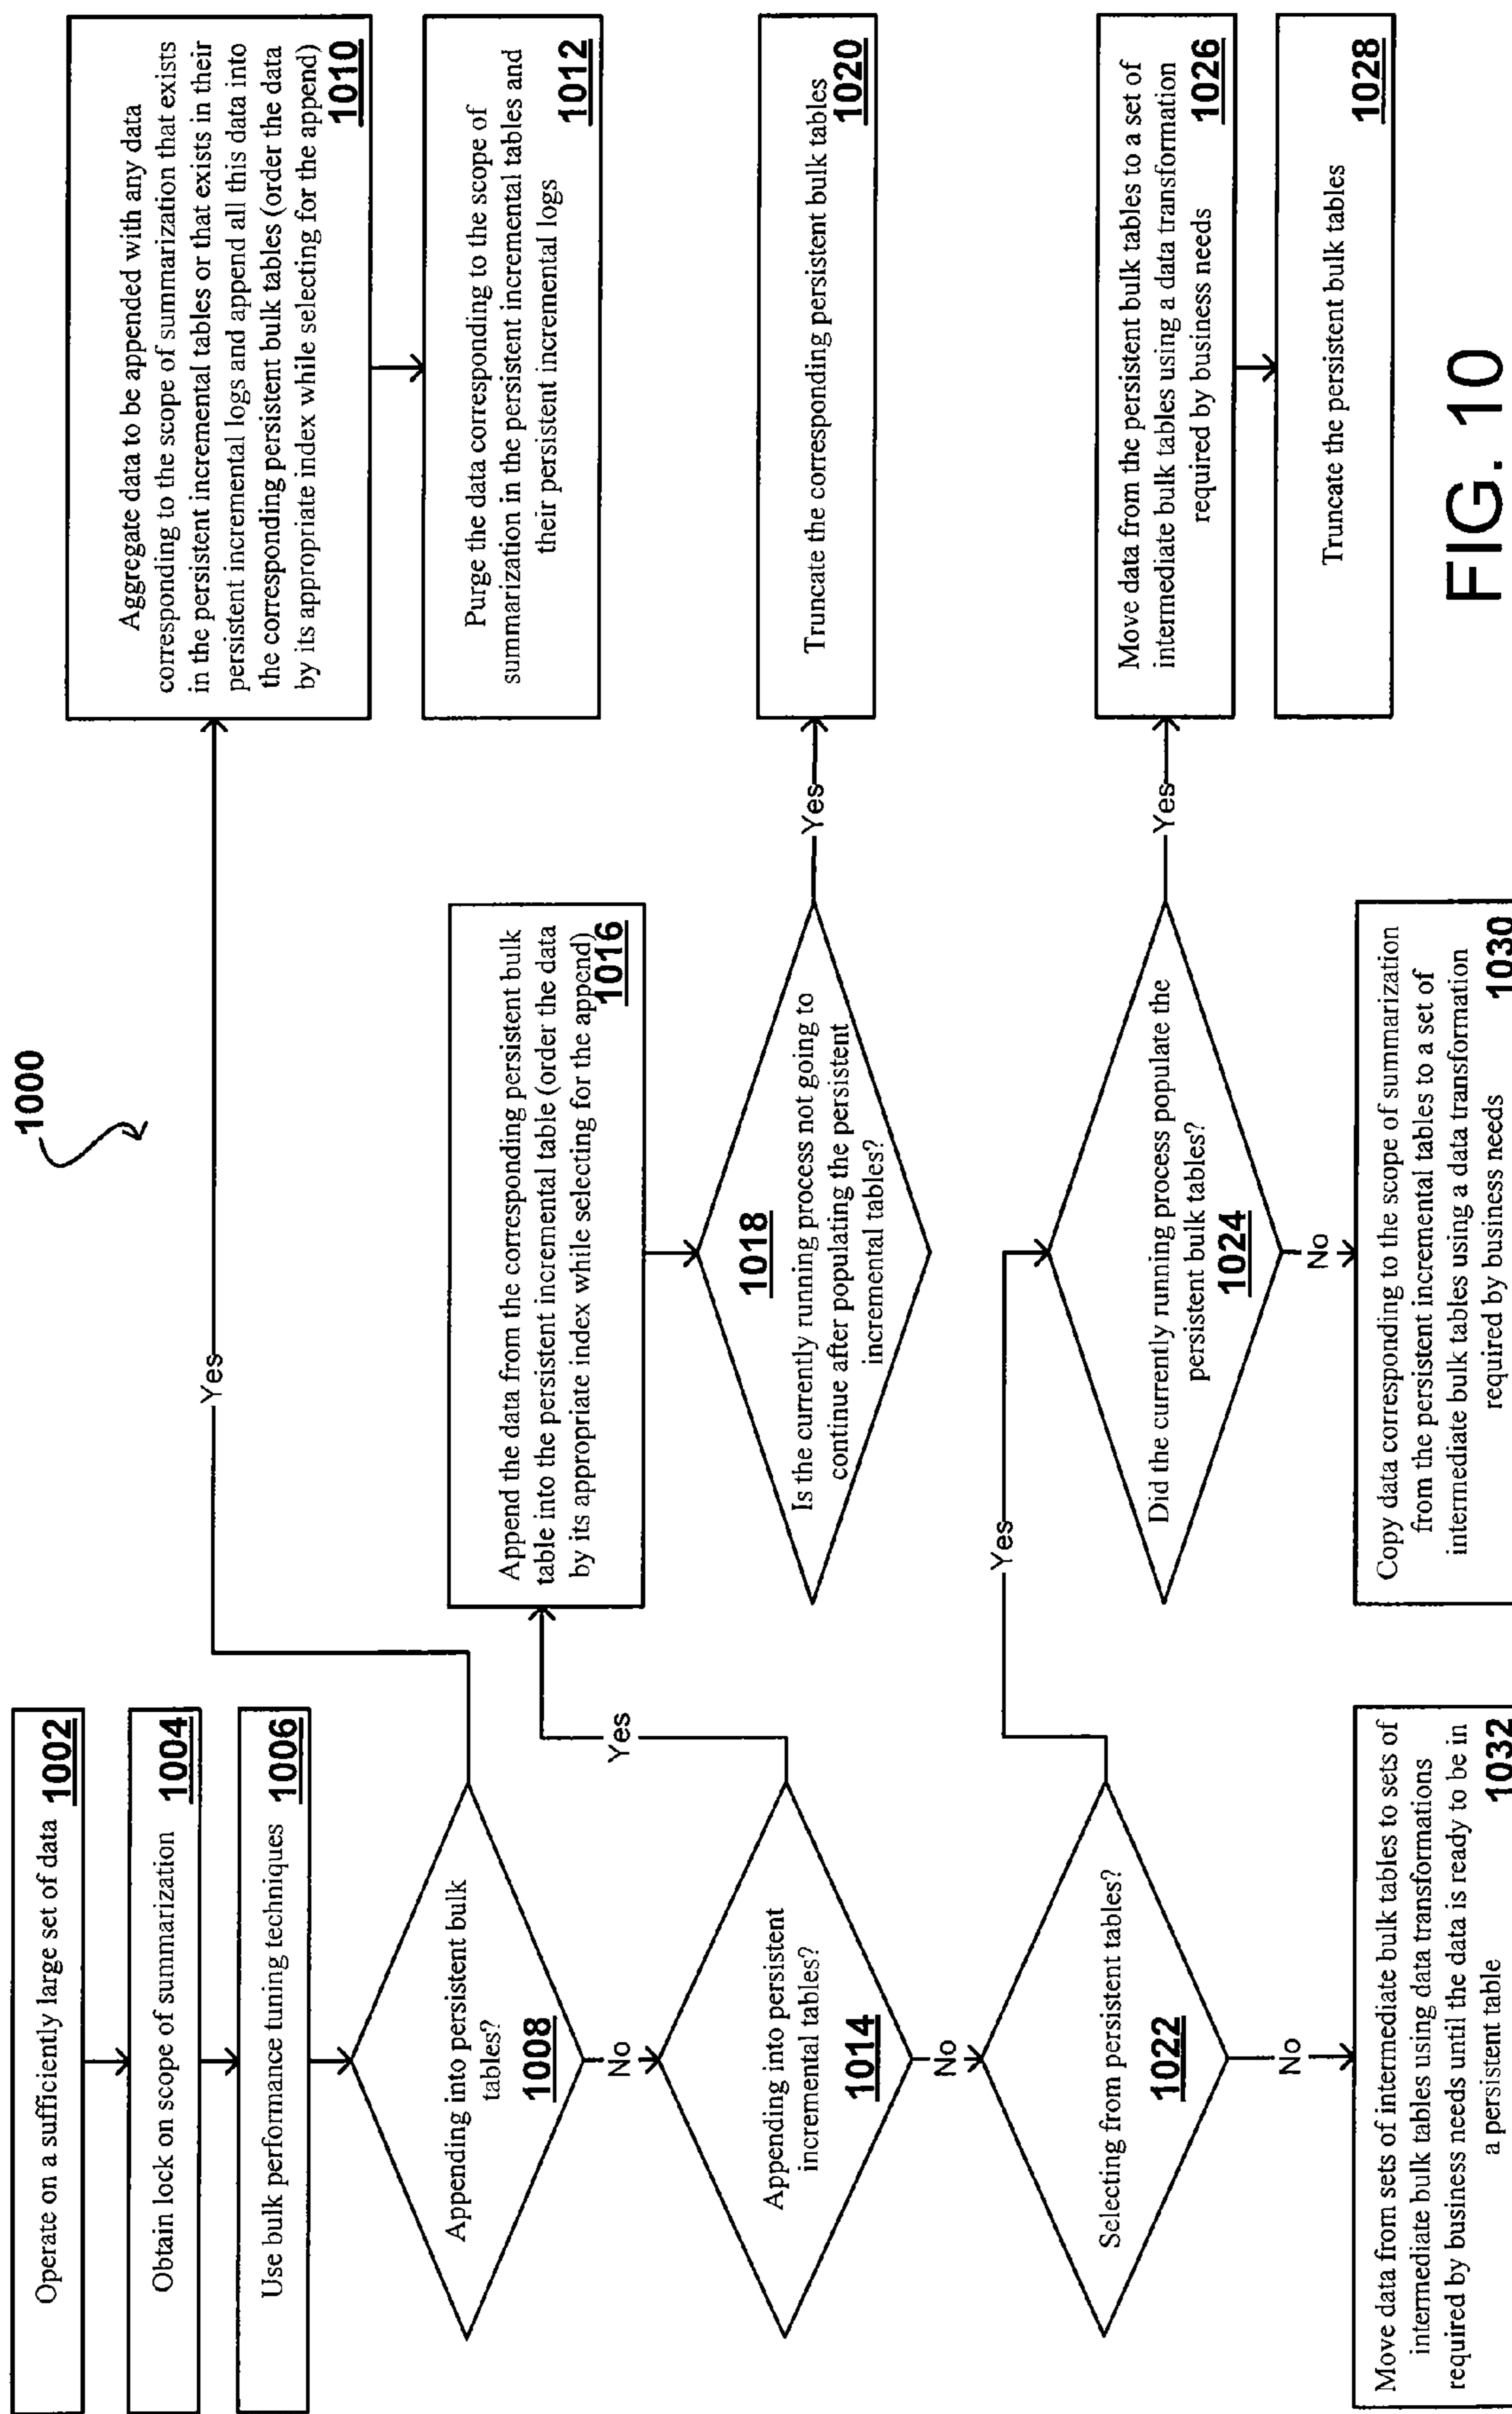 1000
Operate on a sufficiently large set of data
1002
Obtain lock on scope of summarization
1004
Use bulk performance tuning techniques
1006
Appending into persistent bulk
tables?
1008
Yes
Aggregate data to be appended with any data
corresponding to the scope of summarization that exists
in the persistent incremental tables or that exists in their
persistent incremental logs and append all this data into
the corresponding persistent bulk tables (order the data
by its appropriate index while selecting for the append)
1010
Purge the data corresponding to the scope of
summarization in the persistent incremental tables and
their persistent incremental logs
1012
No
Appending into persistent
incremental tables?
1014
Yes
Append the data from the corresponding persistent bulk
table into the persistent incremental table (order the data
by its appropriate index while selecting for the append)
1016
Is the currently running process not going to
continue after populating the persistent
incremental tables?
1018
Yes
Truncate the corresponding persistent bulk tables
1020
No
Selecting from persistent tables?
1022
Yes
Did the currently running process populate the
persistent bulk tables?
1024
Yes
Move data from the persistent bulk tables to a set of
intermediate bulk tables using a data transformation
required by business needs
1026
Truncate the persistent bulk tables
1028
No
Copy data corresponding to the scope of summarization
from the persistent incremental tables to a set of
intermediate bulk tables using a data transformation
required by business needs
1030
No
Move data from sets of intermediate bulk tables to sets of
intermediate bulk tables using data transformations
required by business needs until the data is ready to be in
a persistent table
1032
FIG. 10